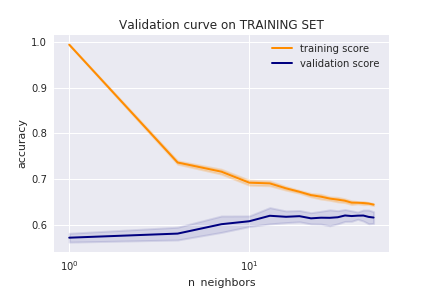 Validation curve on TRAINING SET
training score
validation score
1.0
0.9
0.8
0.7
0.6
accuracy
10⁰
10¹
n neighbors